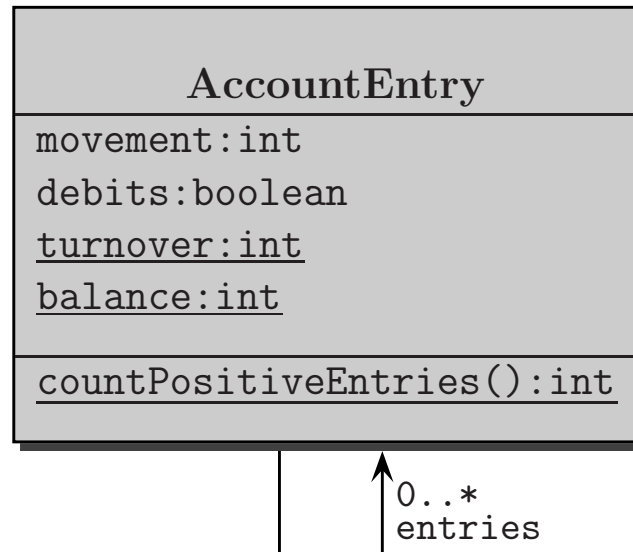 AccountEntry
movement:int
debits:boolean
turnover:int
balance:int
countPositiveEntries():int
0..*
entries